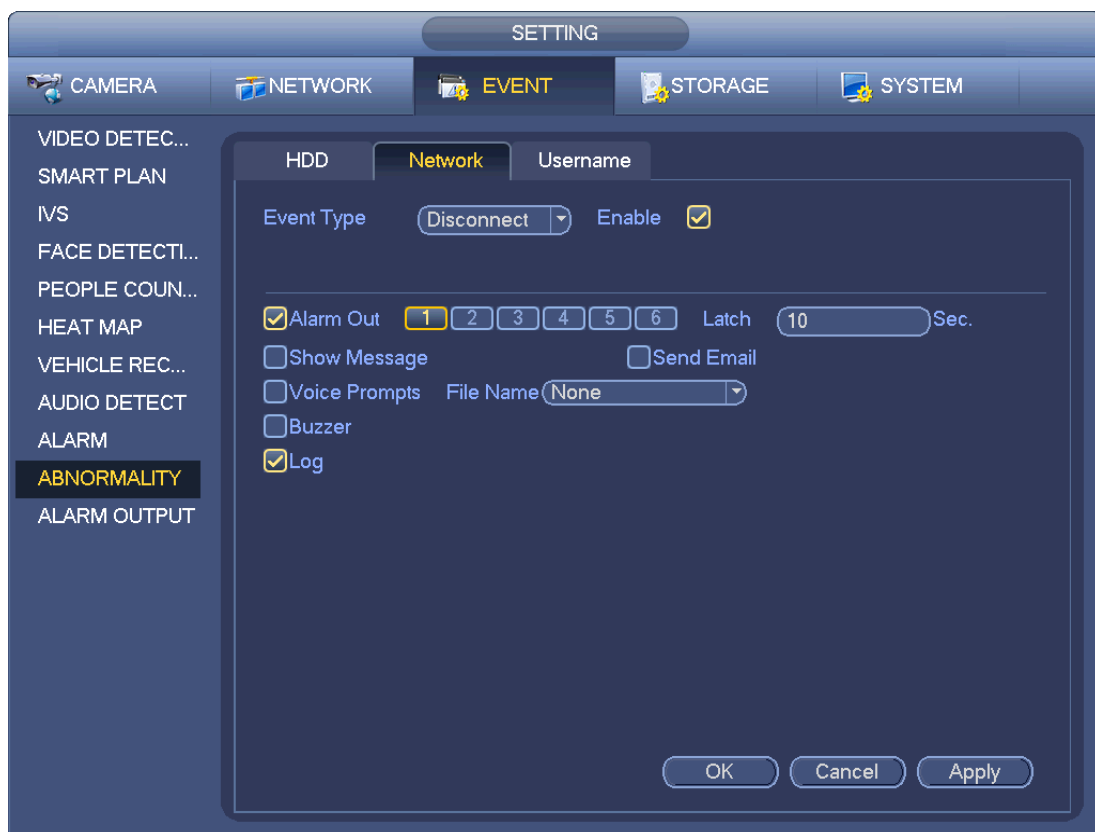 SETTING
CAMERA NETWORK EVENT STORAGE SYSTEM
VIDEO DETEC...
SMART PLAN
IVS
FACE DETECTI...
PEOPLE COUN...
HEAT MAP
VEHICLE REC...
AUDIO DETECT
ALARM
ABNORMALITY
ALARM OUTPUT
HDD Network Username
Event Type Disconnect Enable
Alarm Out 1 2 3 4 5 6 Latch 10 Sec.
Show Message Send Email
Voice Prompts File Name None
Buzzer
Log
OK Cancel Apply